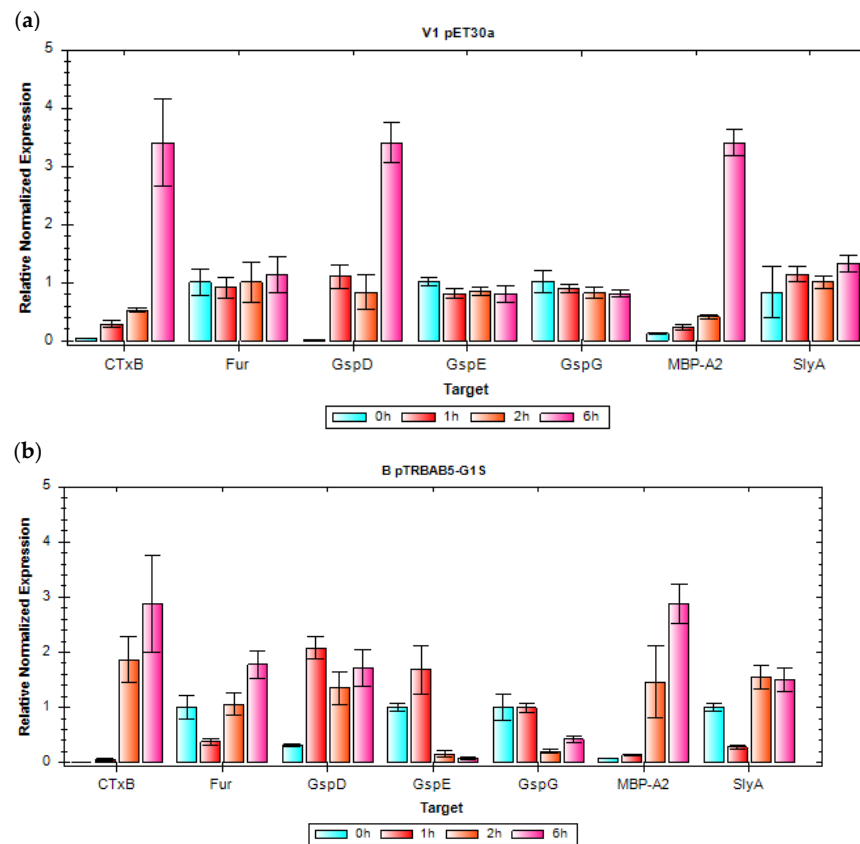 (a)
V1 pET30a
Relative Normalized Expression
5
4
3
2
1
0
CTxB Fur GspD GspE GspG MBP-A2 SlyA
Target
0h 1h 2h 6h
(b)
B pTRBAB5-G1S
Relative Normalized Expression
5
4
3
2
1
0
CTxB Fur GspD GspE GspG MBP-A2 SlyA
Target
0h 1h 2h 6h